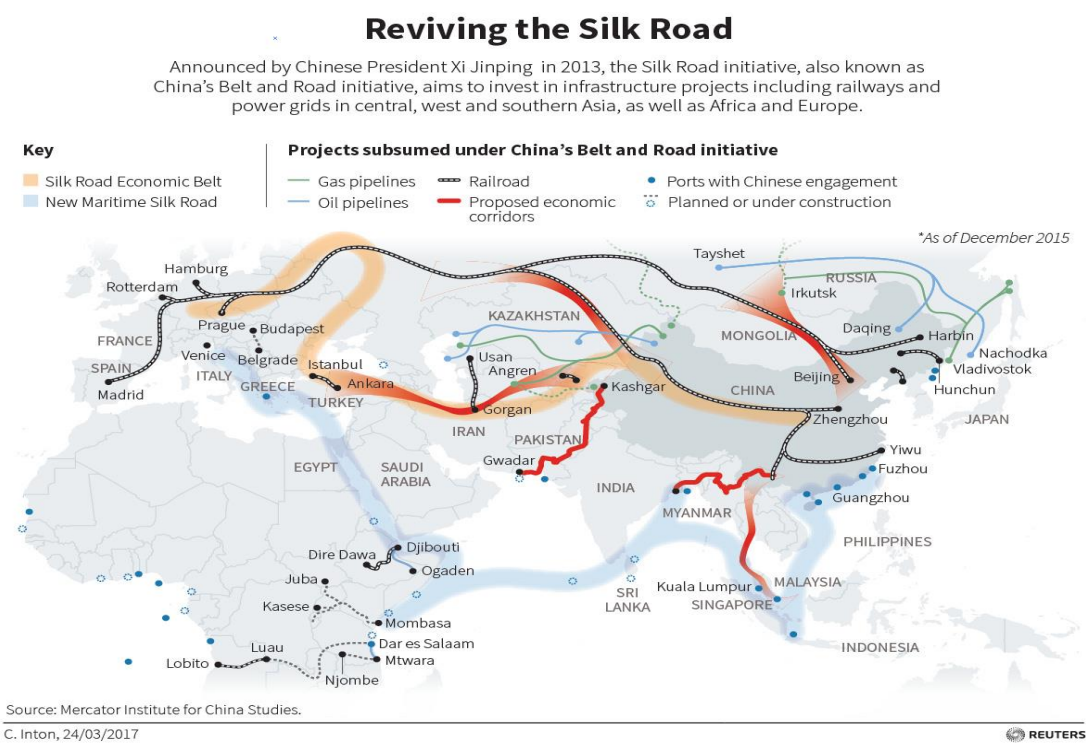 Reviving the Silk Road
Announced by Chinese President Xi Jinping in 2013, the Silk Road initiative, also known as
China's Belt and Road initiative, aims to invest in infrastructure projects including railways and
power grids in central, west and southern Asia, as well as Africa and Europe.
Key
Silk Road Economic Belt
New Maritime Silk Road
Projects subsumed under China's Belt and Road initiative
Gas pipelines
Oil pipelines
Railroad
Proposed economic
corridors
Ports with Chinese engagement
Planned or under construction
*As of December 2015
Tayshet
Hamburg
RUSSIA
Rotterdam
Irkutsk
KAZAKHSTAN
Prague
Budapest
MONGOLIA
Daqing
Harbin
FRANCE
Venice
Belgrade
Usan
Nachodka
SPAIN
ITALY
Istanbul
Angren
Vladivostok
GREECE
Ankara
Kashgar
CHINA
Beijing
Hunchun
Madrid
TURKEY
Gorgan
Zhengzhou
JAPAN
IRAN
PAKISTAN
Yiwu
Gwadar
Fuzhou
EGYPT
SAUDI
ARABIA
INDIA
Guangzhou
MYANMAR
PHILIPPINES
Dire Dawa
Djibouti
Ogaden
Juba
Kuala Lumpur
MALAYSIA
SRI
LANKA
SINGAPORE
Kasese
Mombasa
Dar es Salaam
INDONESIA
Luau
Lobito
Mtwara
Njombe
Source: Mercator Institute for China Studies.
C. Inton, 24/03/2017
REUTERS